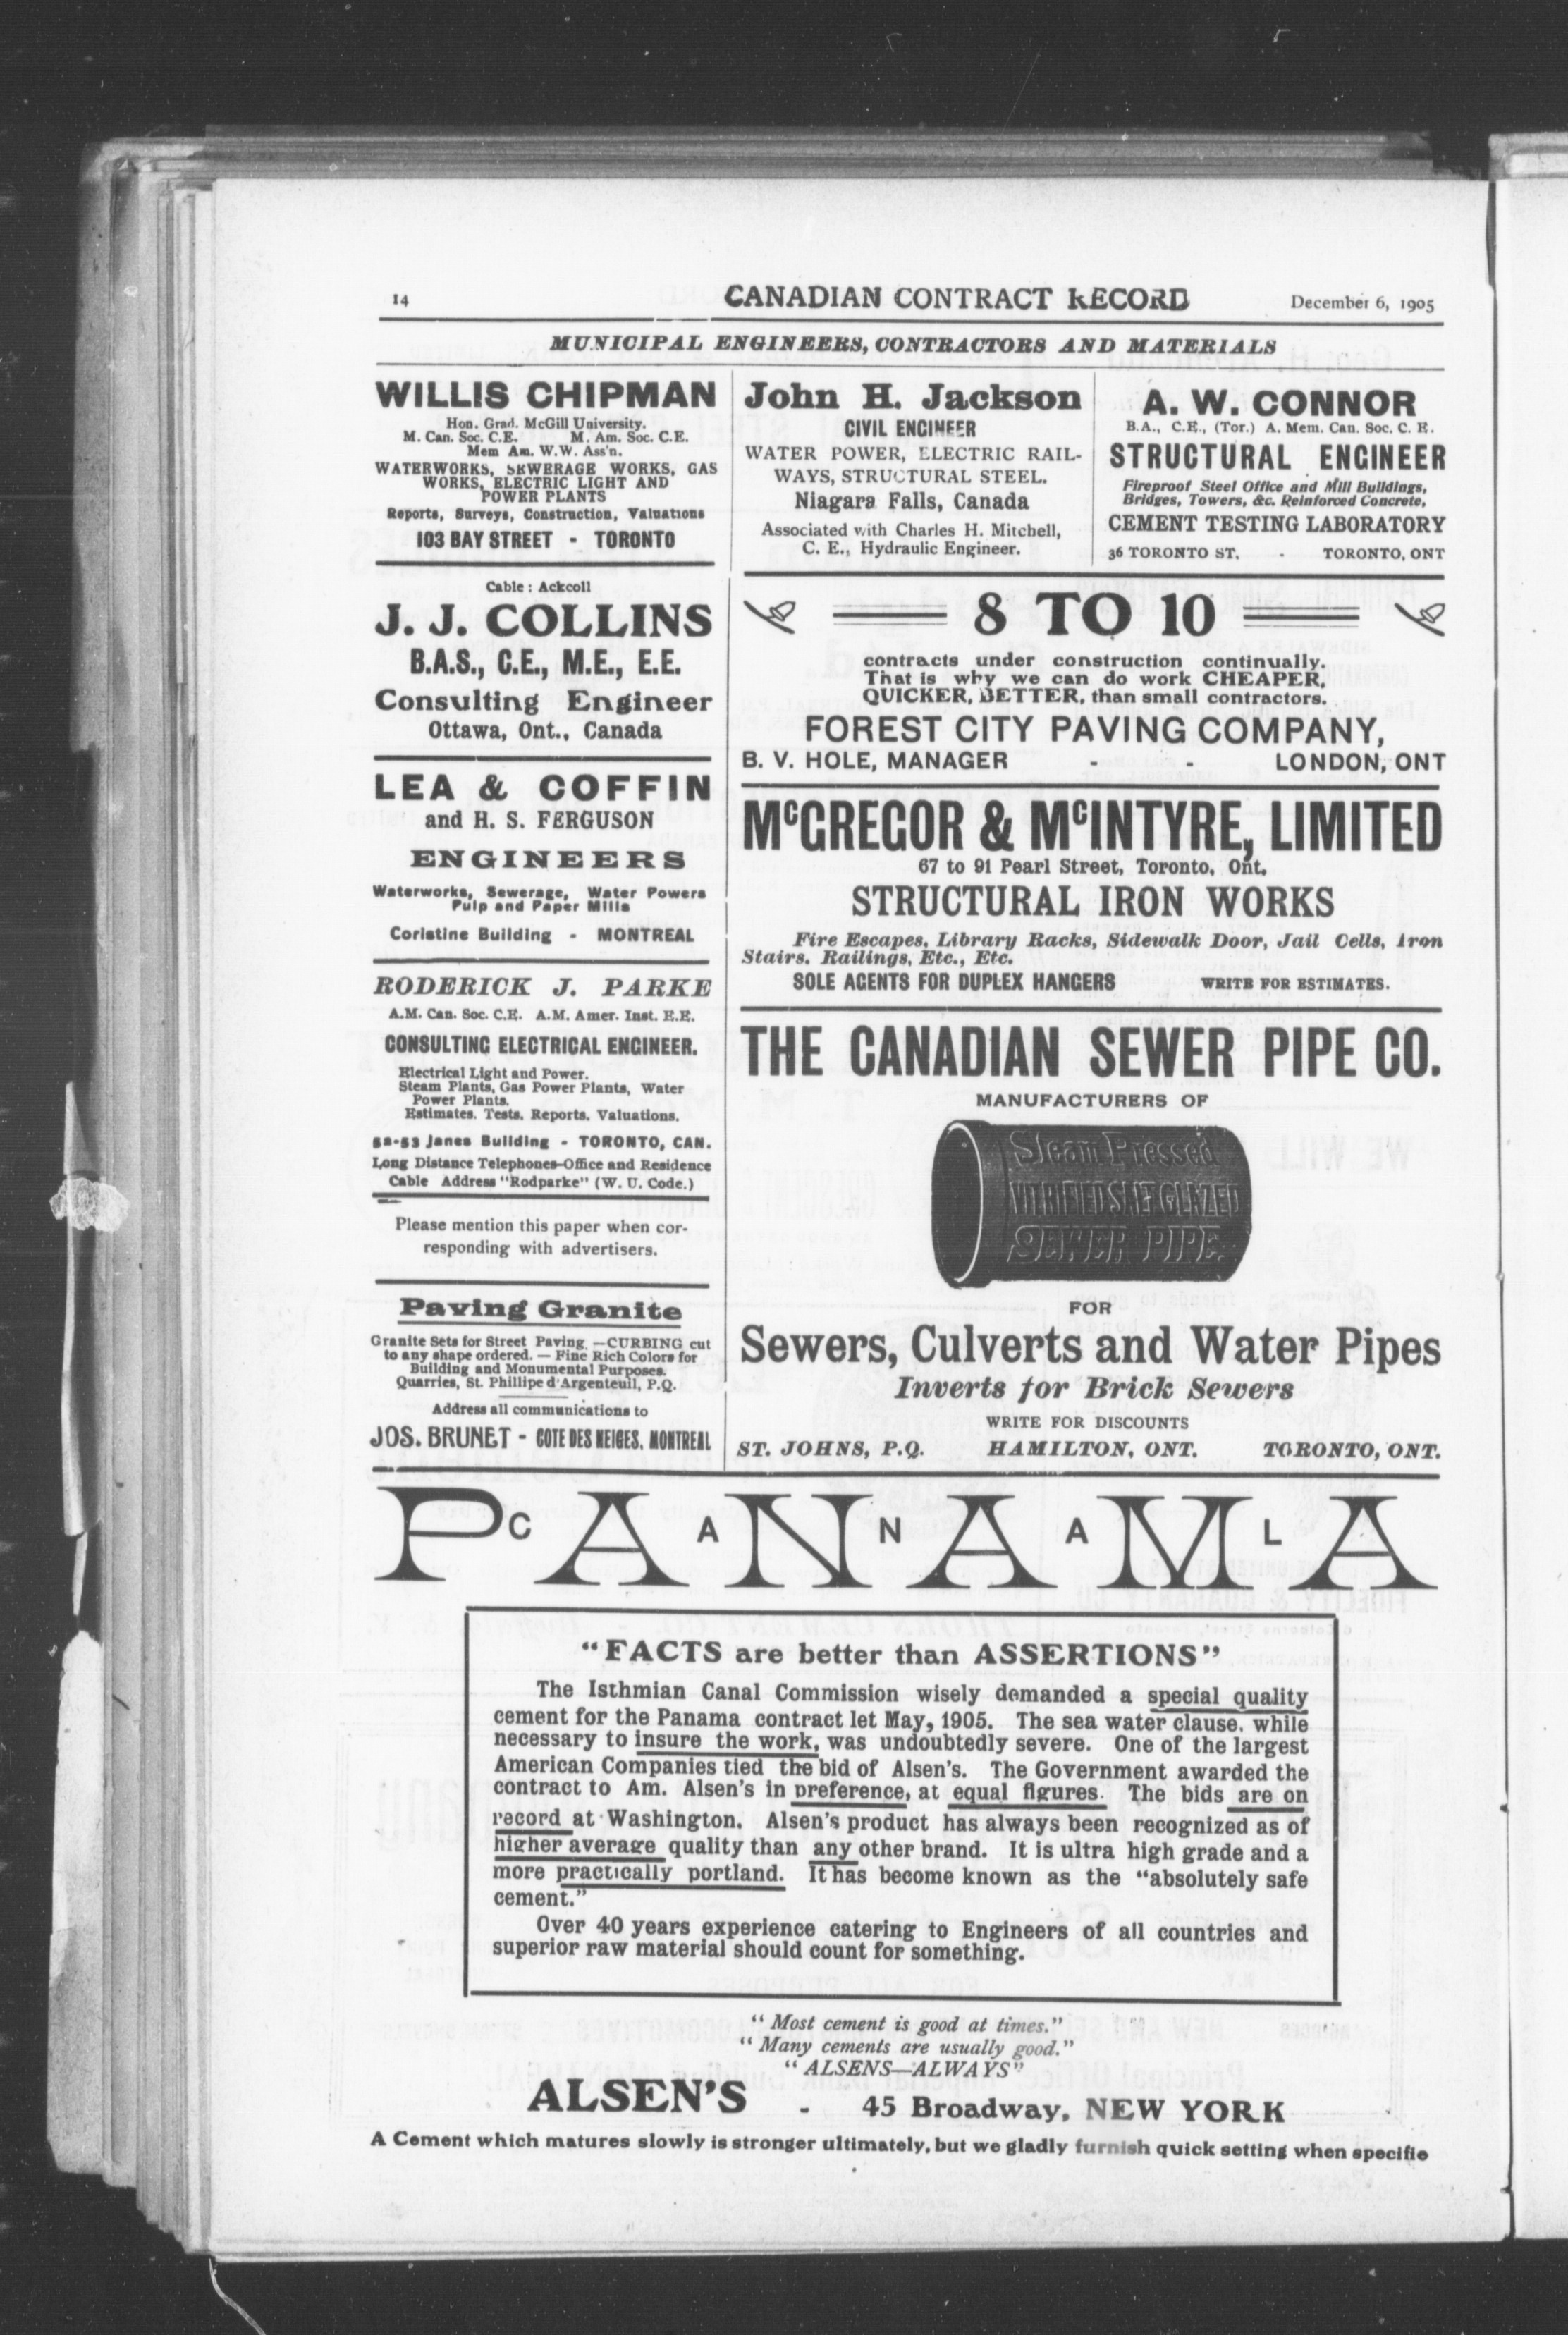 14
CANADIAN CONTRACT RECORD
December 6, 1905
MUNICIPAL ENGINEERS, CONTRACTORS AND MATERIALS
WILLIS CHIPMAN
Hon. Grad. McGill University.
M. Can. Soc. C.E. M. Am. Soc. C.E.
Mem Am. W.W. Ass'n.
WATERWORKS, SEWERAGE WORKS, GAS
WORKS, ELECTRIC LIGHT AND
POWER PLANTS
Reports, Surveys, Construction, Valuations
103 BAY STREET - TORONTO
John H. Jackson
CIVIL ENGINEER
WATER POWER, ELECTRIC RAIL-
WAYS, STRUCTURAL STEEL.
Niagara Falls, Canada
Associated with Charles H. Mitchell,
C. E., Hydraulic Engineer.
A. W. CONNOR
B.A., C.E., (Tor.) A. Mem. Can. Soc. C. E.
STRUCTURAL ENGINEER
Fireproof Steel Office and Mill Buildings,
Bridges, Towers, &c. Reinforced Concrete,
CEMENT TESTING LABORATORY
36 TORONTO ST. - TORONTO, ONT
Cable : Ackcoll
J. J. COLLINS
B.A.S., C.E., M.E., E.E.
Consulting Engineer
Ottawa, Ont., Canada
LEA & COFFIN
and H. S. FERGUSON
ENGINEERS
Waterworks, Sewerage, Water Powers
Pulp and Paper Mills
Coristine Building - MONTREAL
RODERICK J. PARKE
A.M. Can. Soc. C.E. A.M. Amer. Inst. E.E.
CONSULTING ELECTRICAL ENGINEER.
Electrical Light and Power.
Steam Plants, Gas Power Plants, Water
Power Plants.
Estimates. Tests. Reports. Valuations.
52-53 Janes Building - TORONTO, CAN.
Long Distance Telephones-Office and Residence
Cable Address "Rodparke" (W. U. Code.)
Please mention this paper when cor-
responding with advertisers.
Paving Granite
Granite Sets for Street Paving. —CURBING cut
to any shape ordered. — Fine Rich Colors for
Building and Monumental Purposes.
Quarries, St. Phillipe d'Argenteuil, P.Q.
Address all communications to
JOS. BRUNET - COTE DES NEIGES, MONTREAL
8 TO 10
contracts under construction continually.
That is why we can do work CHEAPER,
QUICKER, BETTER, than small contractors.
FOREST CITY PAVING COMPANY,
B. V. HOLE, MANAGER - - LONDON, ONT
McGREGOR & McINTYRE, LIMITED
67 to 91 Pearl Street, Toronto, Ont.
STRUCTURAL IRON WORKS
Fire Escapes, Library Racks, Sidewalk Door, Jail Cells, Iron
Stairs. Railings, Etc., Etc.
SOLE AGENTS FOR DUPLEX HANGERS WRITE FOR ESTIMATES.
THE CANADIAN SEWER PIPE CO.
MANUFACTURERS OF
Steam Pressed
VITRIFIED SALT GLAZED
SEWER PIPE.
FOR
Sewers, Culverts and Water Pipes
Inverts for Brick Sewers
WRITE FOR DISCOUNTS
ST. JOHNS, P.Q. HAMILTON, ONT. TORONTO, ONT.
P C A A N N A A M L A
"FACTS are better than ASSERTIONS"
The Isthmian Canal Commission wisely demanded a special quality
cement for the Panama contract let May, 1905. The sea water clause, while
necessary to insure the work, was undoubtedly severe. One of the largest
American Companies tied the bid of Alsen's. The Government awarded the
contract to Am. Alsen's in preference, at equal figures. The bids are on
record at Washington. Alsen's product has always been recognized as of
higher average quality than any other brand. It is ultra high grade and a
more practically portland. It has become known as the "absolutely safe
cement."
Over 40 years experience catering to Engineers of all countries and
superior raw material should count for something.
"Most cement is good at times."
"Many cements are usually good."
"ALSENS—ALWAYS"
ALSEN'S - 45 Broadway, NEW YORK
A Cement which matures slowly is stronger ultimately, but we gladly furnish quick setting when specifie